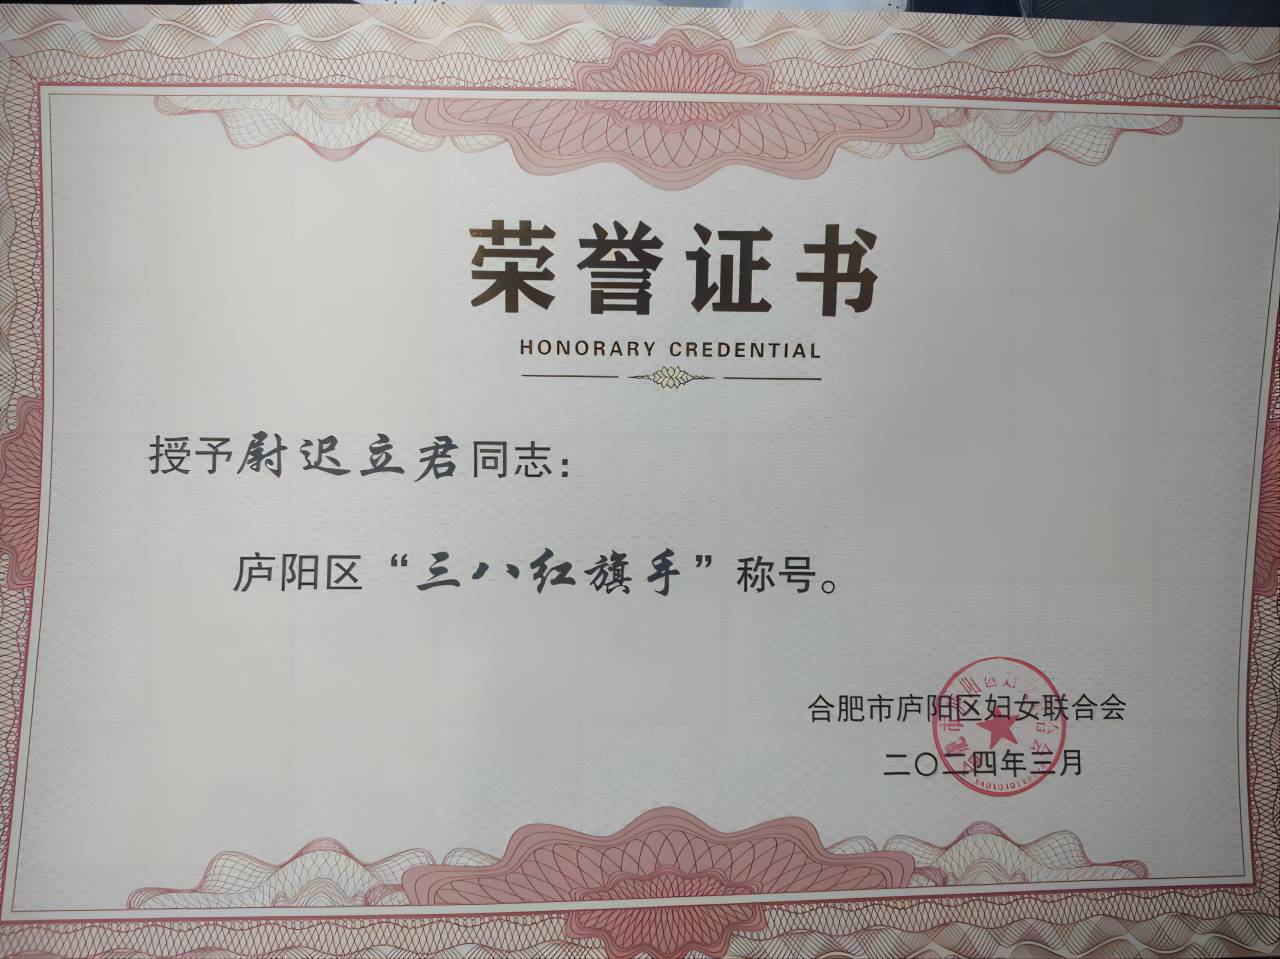 荣誉证书
HONORARY CREDENTIAL
授予尉迟立君同志：
庐阳区“三八红旗手”称号。
合肥市庐阳区妇女联合会
二〇二四年三月